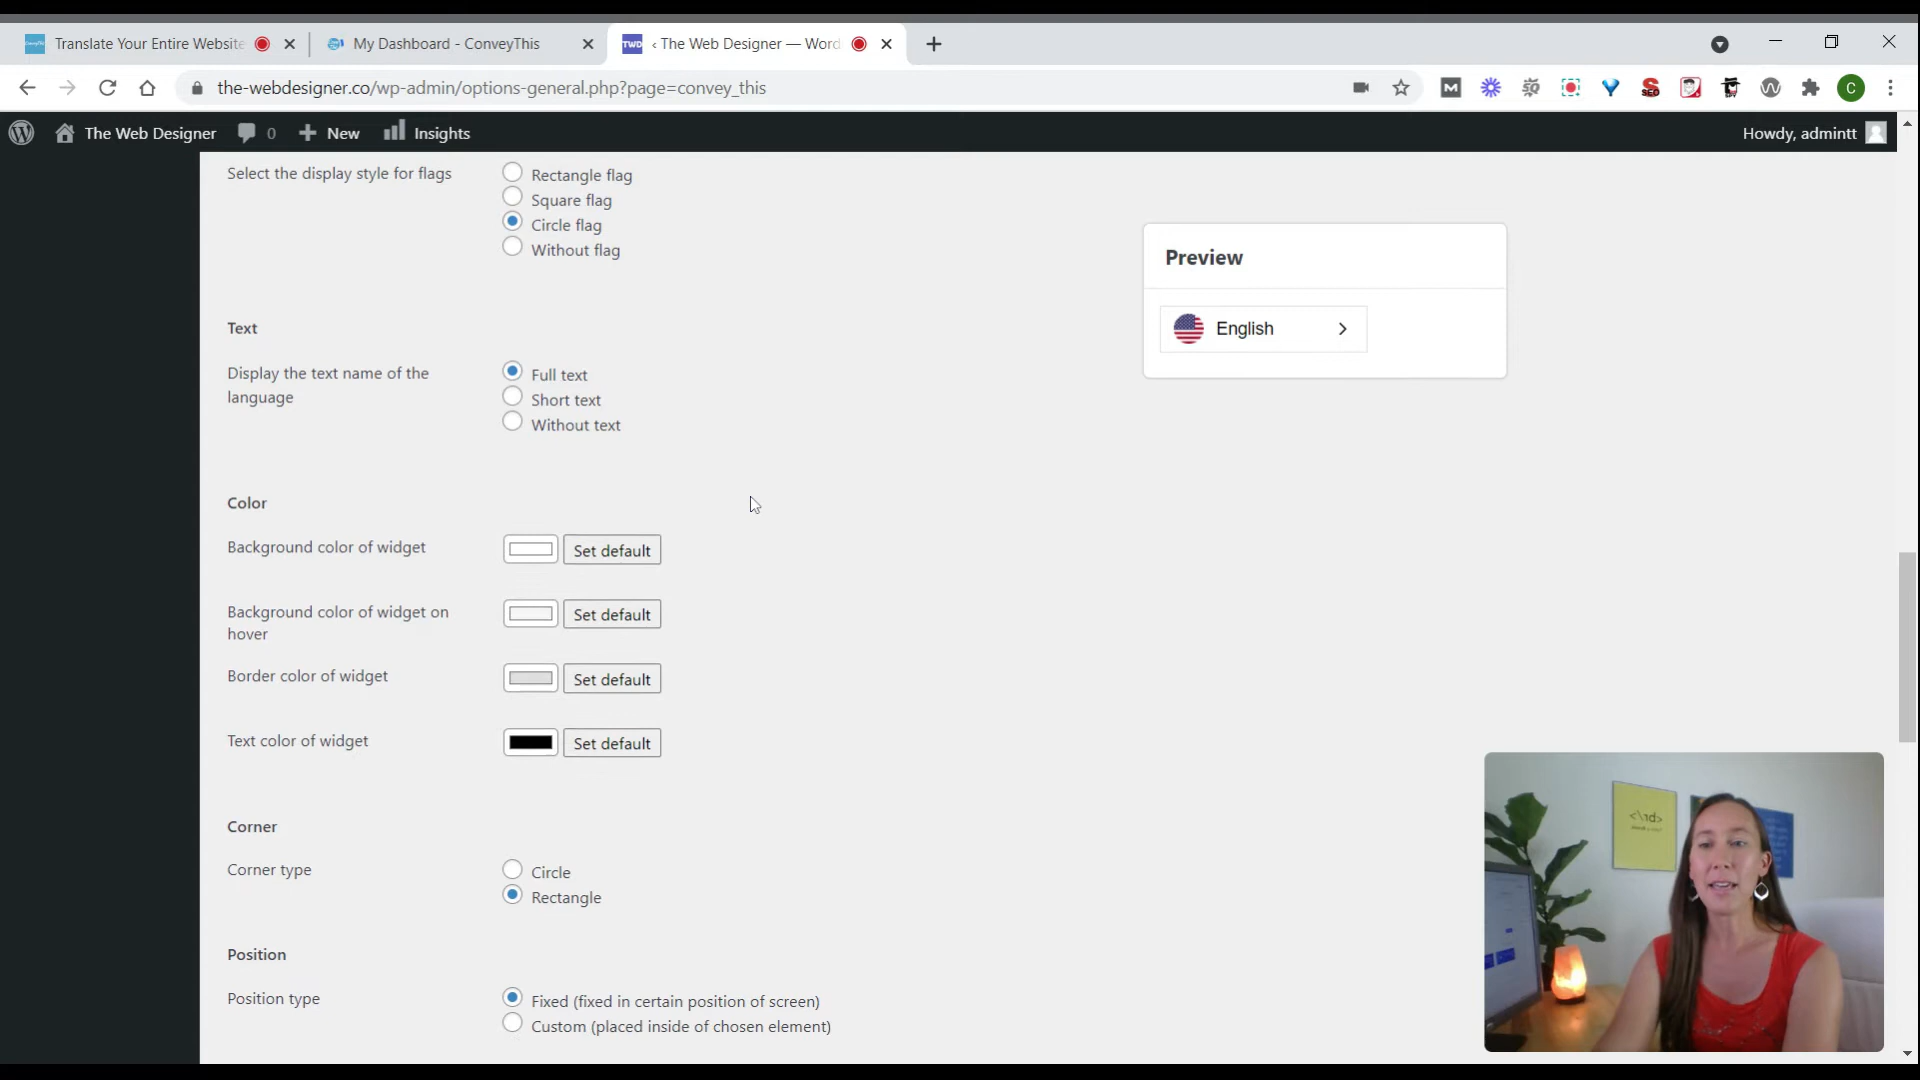 Translate Your Entire Website
My Dashboard - ConveyThis
TWD
‹ The Web Designer — Word
the-webdesigner.co/wp-admin/options-general.php?page=convey_this
C
The Web Designer
0
New
Insights
Howdy, admintt
Select the display style for flags
Rectangle flag
Square flag
Circle flag
Without flag
Preview
English
Text
Display the text name of the
language
Full text
Short text
Without text
Color
Background color of widget
Set default
Background color of widget on
hover
Set default
Border color of widget
Set default
Text color of widget
Set default
Corner
Corner type
Circle
Rectangle
Position
Position type
Fixed (fixed in certain position of screen)
Custom (placed inside of chosen element)